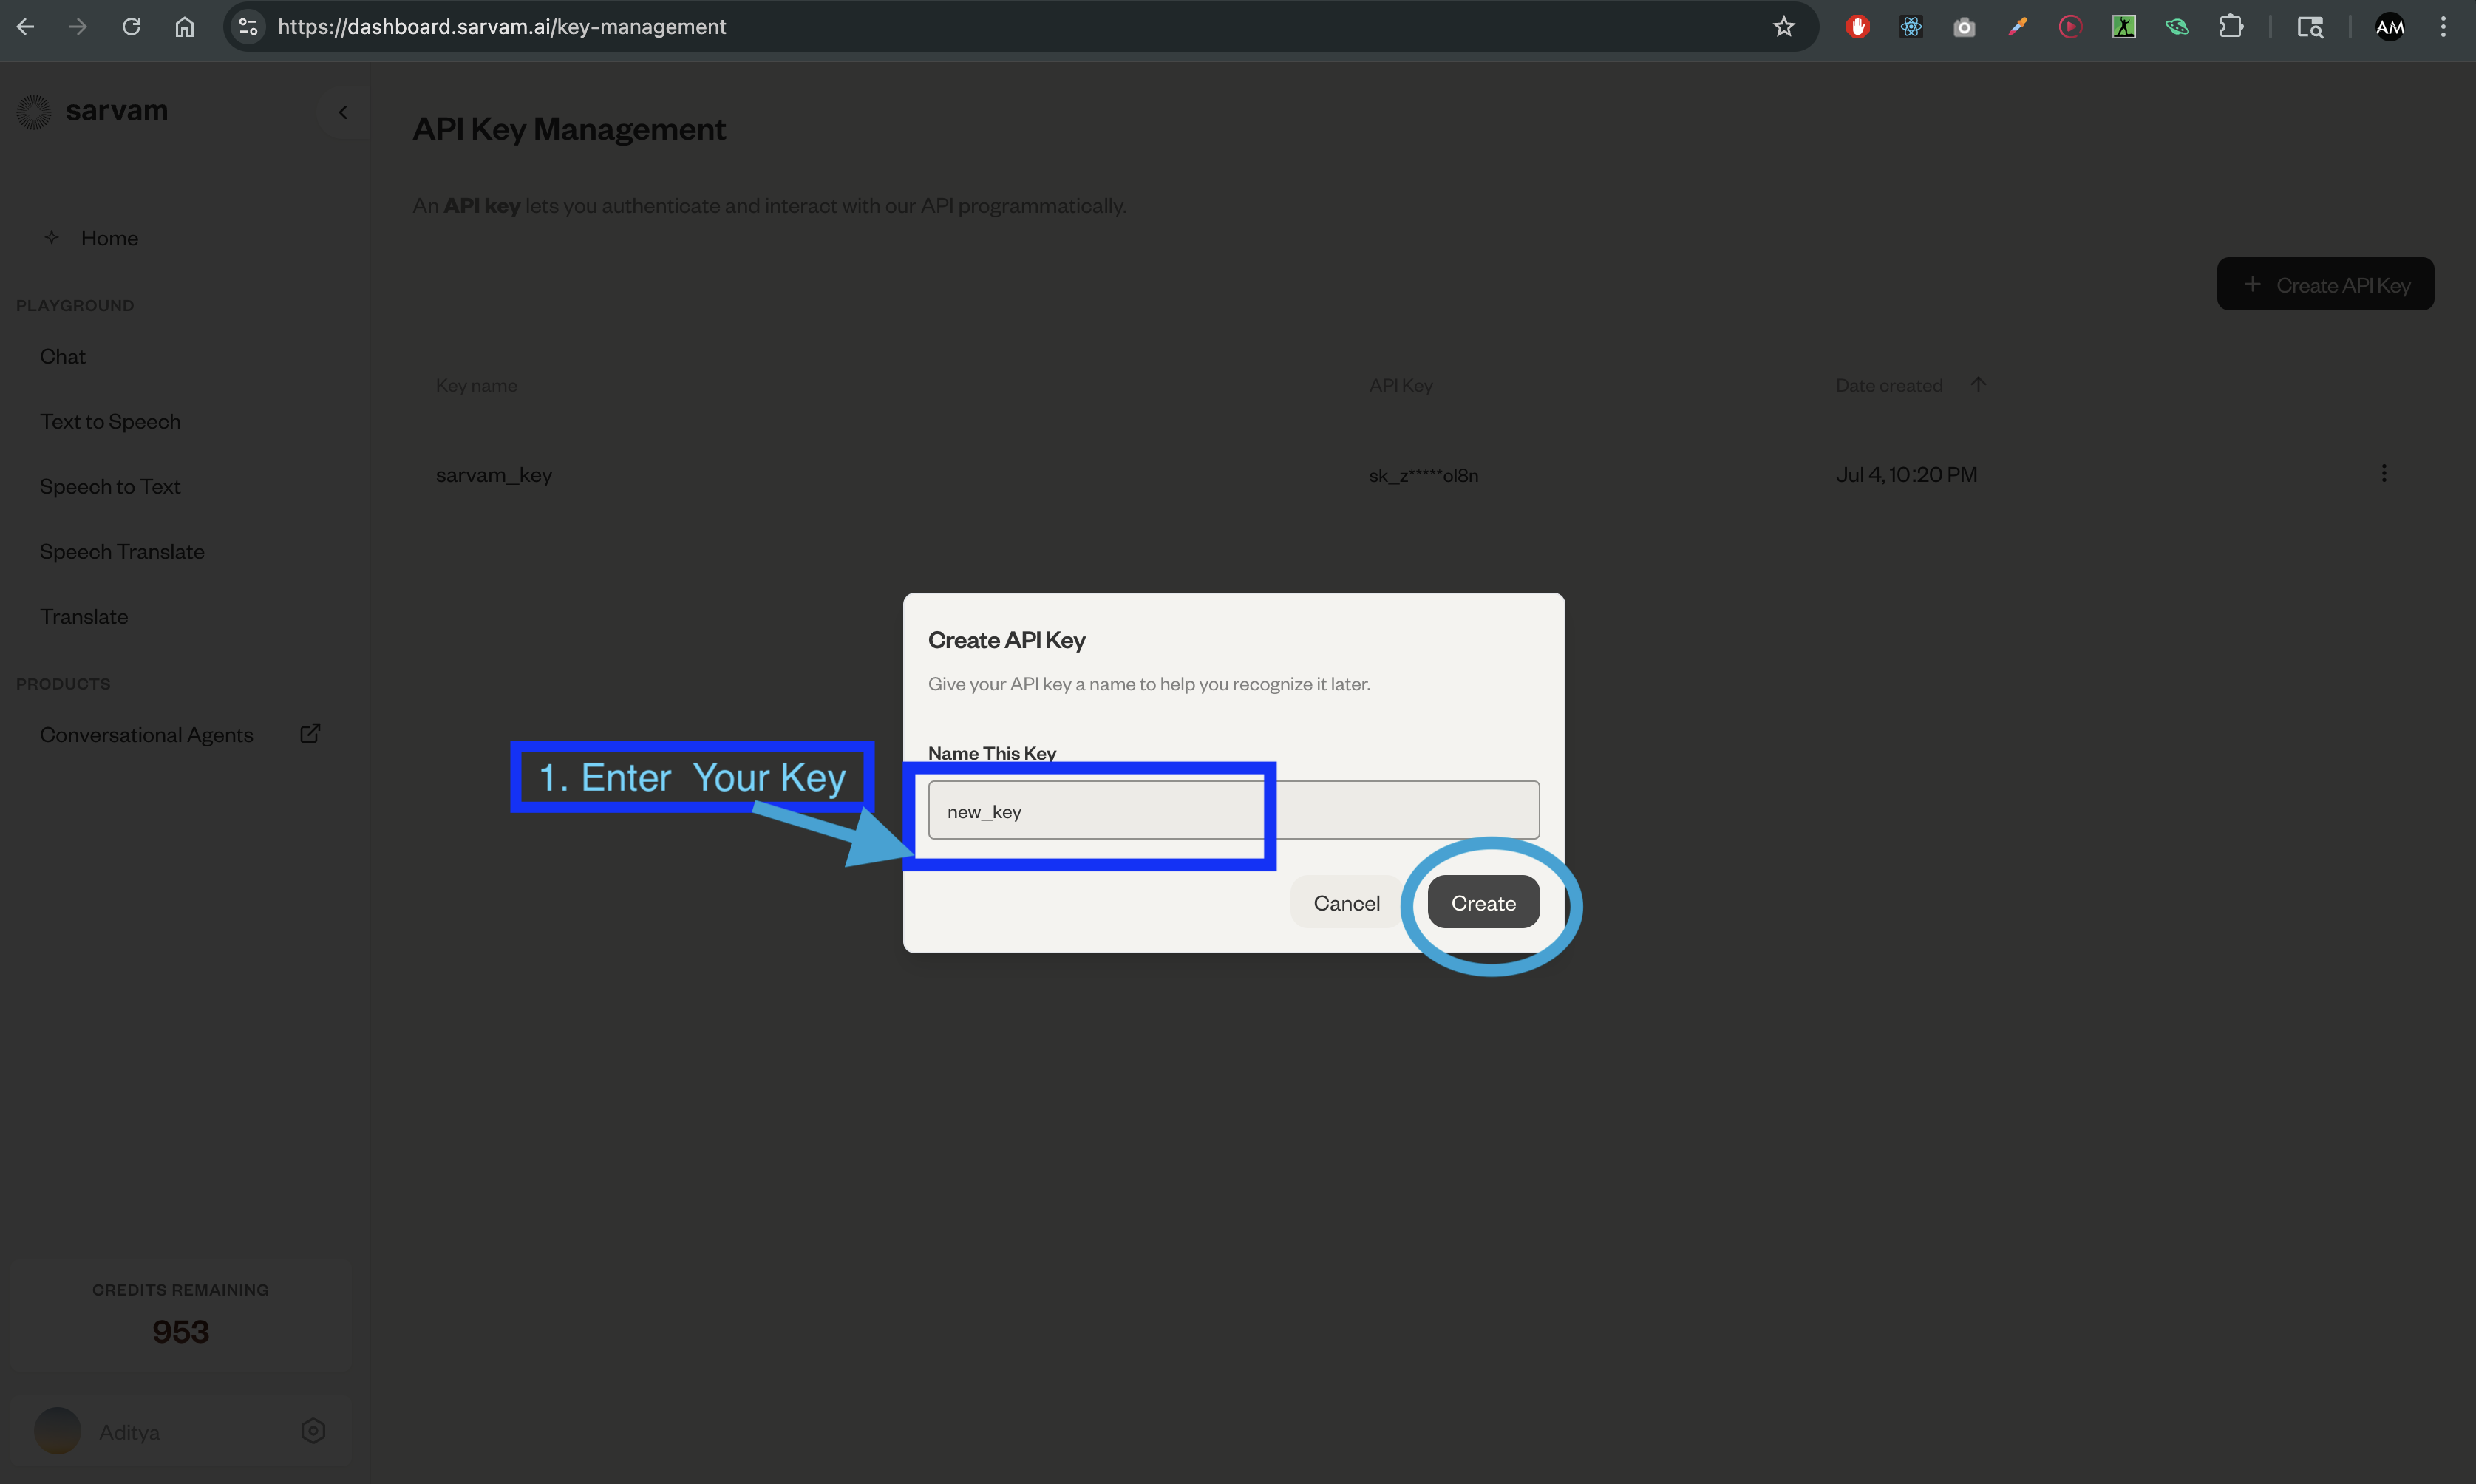 https://dashboard.sarvam.ai/key-management
AM
sarvam
Home
PLAYGROUND
Chat
Text to Speech
Speech to Text
Speech Translate
Translate
PRODUCTS
Conversational Agents
CREDITS REMAINING
953
Aditya
API Key Management
An API key lets you authenticate and interact with our API programmatically.
+ Create API Key
Key name API Key Date created
sarvam_key sk_z*****ol8n Jul 4, 10:20 PM
Create API Key
Give your API key a name to help you recognize it later.
Name This Key
1. Enter Your Key
new_key
Cancel Create